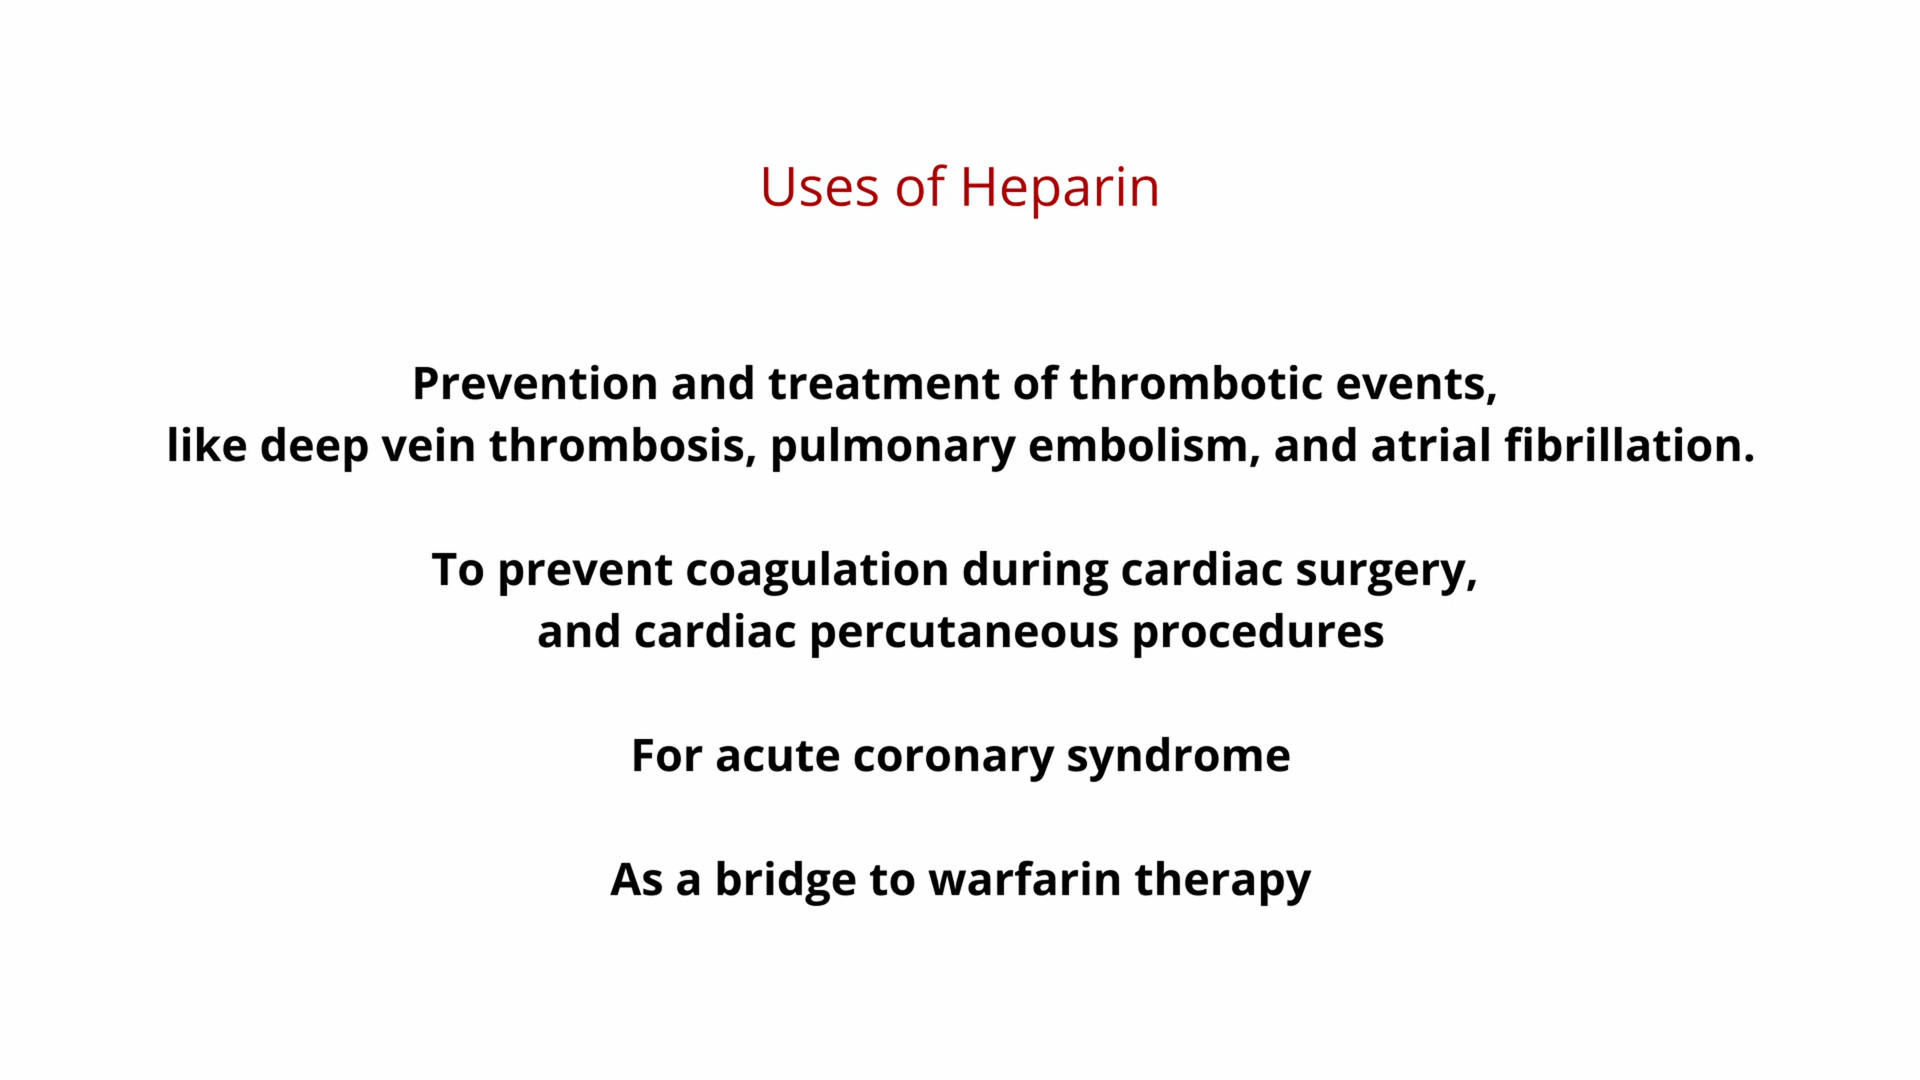 Uses of Heparin
Prevention and treatment of thrombotic events,
like deep vein thrombosis, pulmonary embolism, and atrial fibrillation.
To prevent coagulation during cardiac surgery,
and cardiac percutaneous procedures
For acute coronary syndrome
As a bridge to warfarin therapy